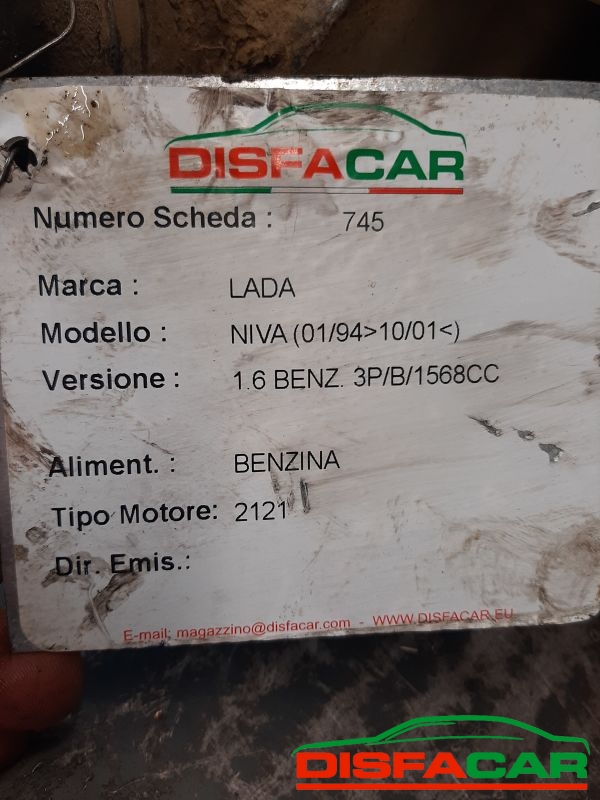 DISFACAR
Numero Scheda : 745
Marca : LADA
Modello : NIVA (01/94>10/01<)
Versione : 1.6 BENZ. 3P/B/1568CC
Aliment. : BENZINA
Tipo Motore: 2121
Dir. Emis.:
E-mail; magazzino@disfacar.com - WWW.DISFACAR.EU
DISFACAR